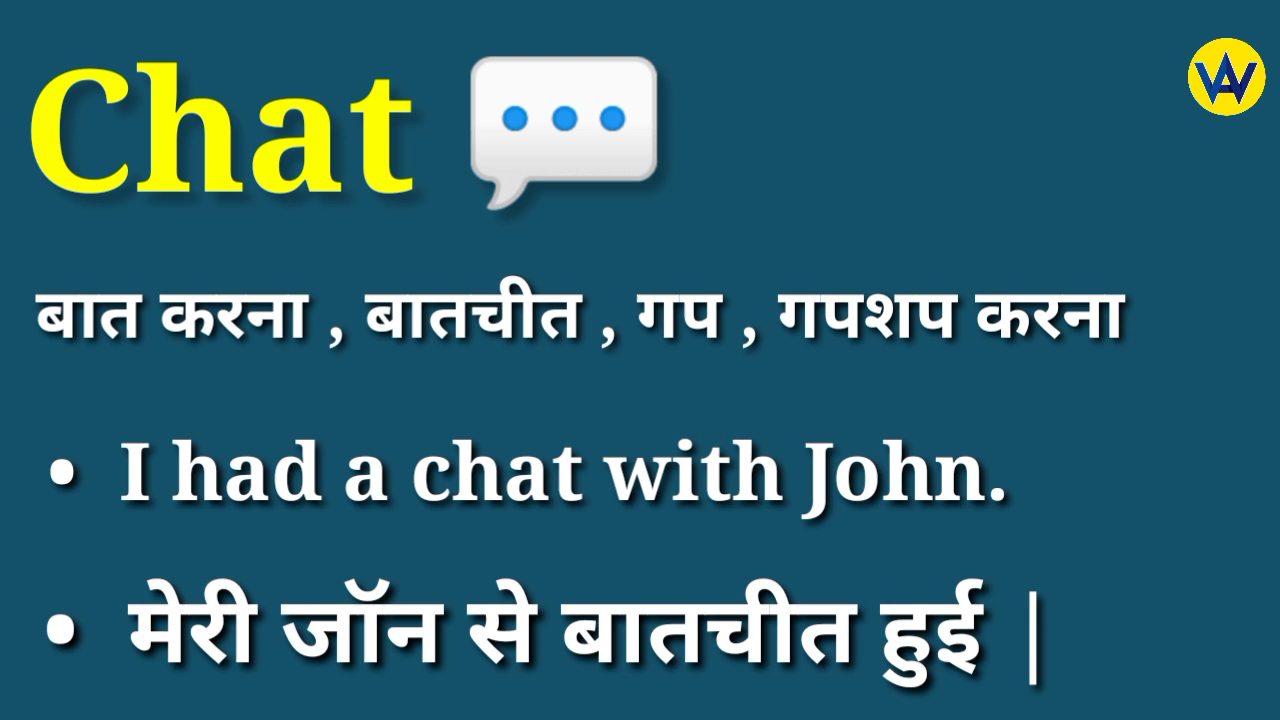 Chat
बात करना , बातचीत , गप , गपशप करना
• I had a chat with John.
• मेरी जॉन से बातचीत हुई |